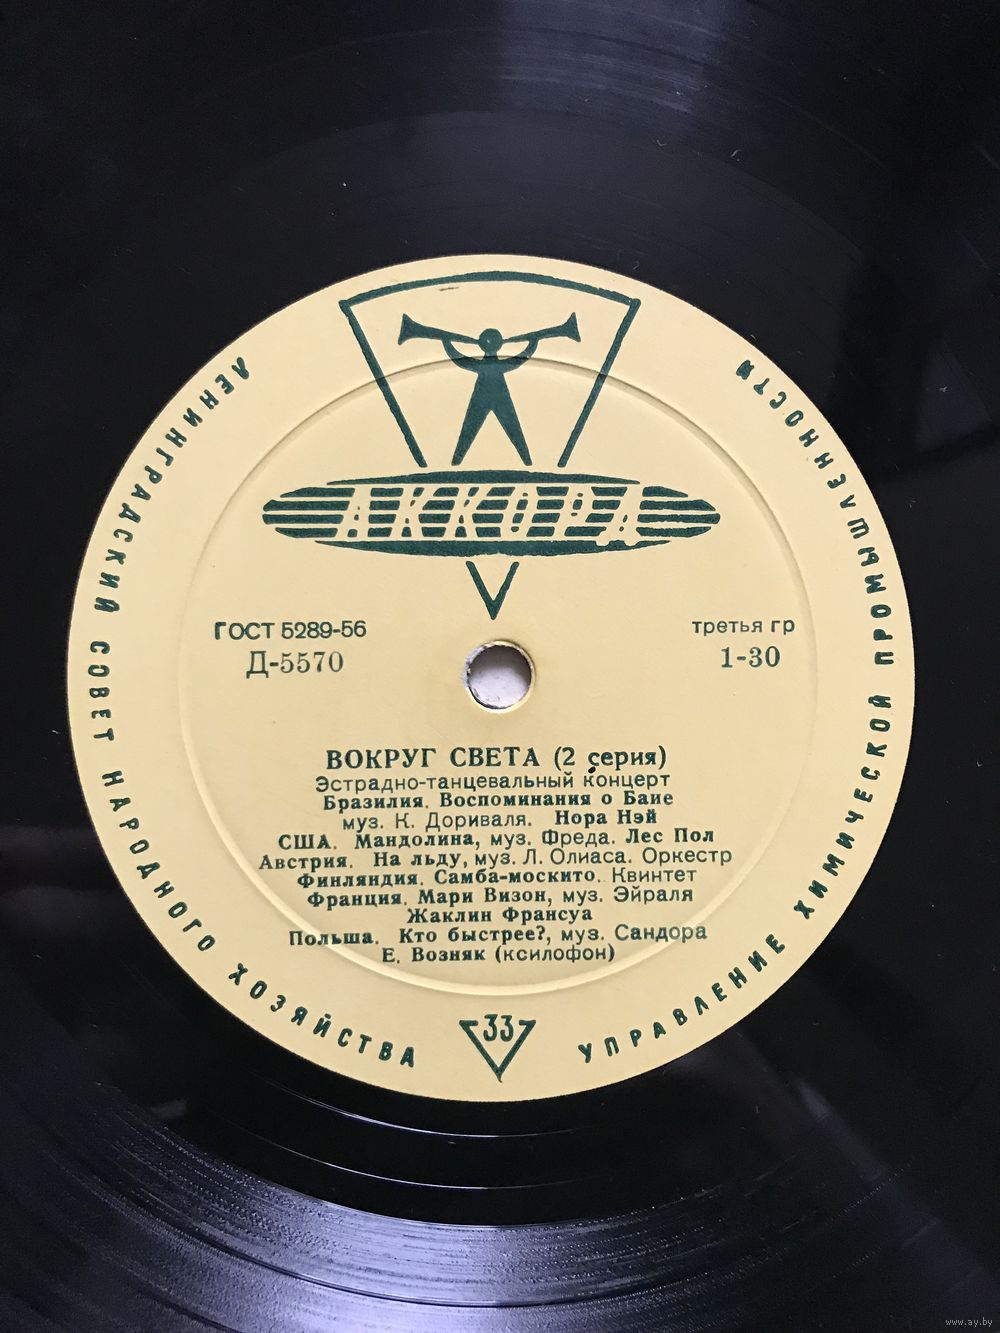 АККОРД
ЛЕНИНГРАДСКИЙ СОВЕТ НАРОДНОГО ХОЗЯЙСТВА
УПРАВЛЕНИЕ ХИМИЧЕСКОЙ ПРОМЫШЛЕННОСТИ
ГОСТ 5289-56
Д-5570
третья гр
1-30
ВОКРУГ СВЕТА (2 серия)
Эстрадно-танцевальный концерт
Бразилия. Воспоминания о Баие
муз. К. Дориваля. Нора Нэй
США. Мандолина, муз. Фреда. Лес Пол
Австрия. На льду, муз. Л. Олиаса. Оркестр
Финляндия. Самба-москито. Квинтет
Франция. Мари Визон, муз. Эйраля
Жаклин Франсуа
Польша. Кто быстрее?, муз. Сандора
Е. Возняк (ксилофон)
33
www.ay.by